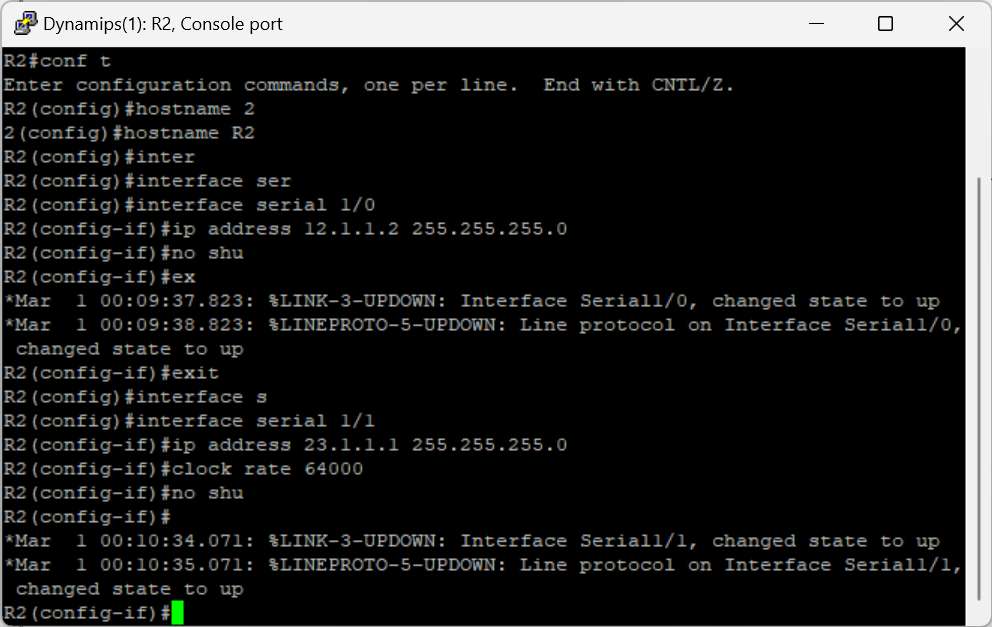 Dynamips(1): R2, Console port
R2#conf t
Enter configuration commands, one per line.  End with CNTL/Z.
R2(config)#hostname 2
2(config)#hostname R2
R2(config)#inter
R2(config)#interface ser
R2(config)#interface serial 1/0
R2(config-if)#ip address 12.1.1.2 255.255.255.0
R2(config-if)#no shu
R2(config-if)#ex
*Mar  1 00:09:37.823: %LINK-3-UPDOWN: Interface Serial1/0, changed state to up
*Mar  1 00:09:38.823: %LINEPROTO-5-UPDOWN: Line protocol on Interface Serial1/0,
 changed state to up
R2(config-if)#exit
R2(config)#interface s
R2(config)#interface serial 1/1
R2(config-if)#ip address 23.1.1.1 255.255.255.0
R2(config-if)#clock rate 64000
R2(config-if)#no shu
R2(config-if)#
*Mar  1 00:10:34.071: %LINK-3-UPDOWN: Interface Serial1/1, changed state to up
*Mar  1 00:10:35.071: %LINEPROTO-5-UPDOWN: Line protocol on Interface Serial1/1,
 changed state to up
R2(config-if)#